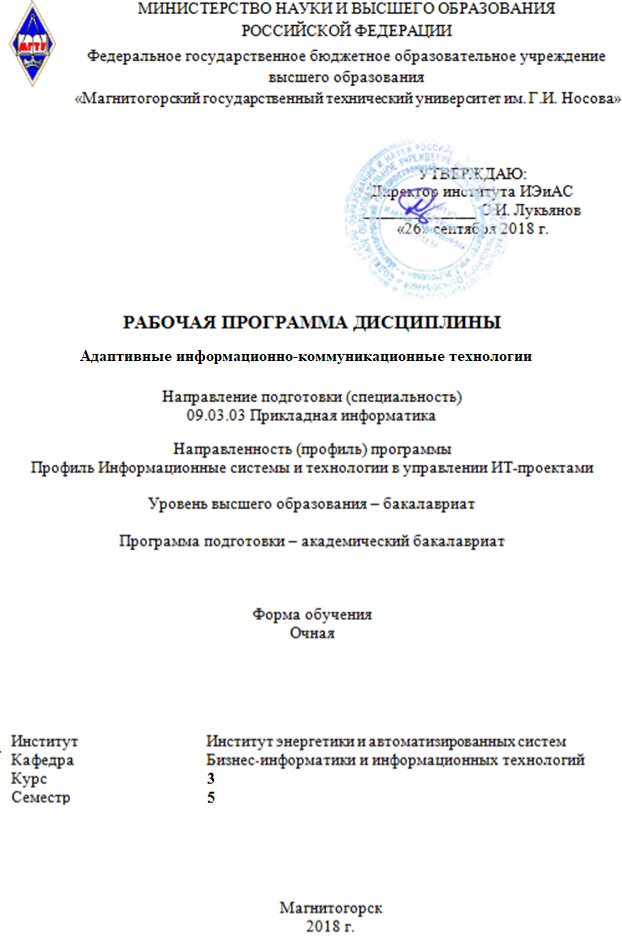 МИНИСТЕРСТВО НАУКИ И ВЫСШЕГО ОБРАЗОВАНИЯ
РОССИЙСКОЙ ФЕДЕРАЦИИ
Федеральное государственное бюджетное образовательное учреждение
высшего образования
«Магнитогорский государственный технический университет им. Г.И. Носова»
МГТУ
УТВЕРЖДАЮ:
Директор института ИЭиАС
С.И. Лукьянов
«26» сентября 2018 г.
РАБОЧАЯ ПРОГРАММА ДИСЦИПЛИНЫ
Адаптивные информационно-коммуникационные технологии
Направление подготовки (специальность)
09.03.03 Прикладная информатика
Направленность (профиль) программы
Профиль Информационные системы и технологии в управлении ИТ-проектами
Уровень высшего образования – бакалавриат
Программа подготовки – академический бакалавриат
Форма обучения
Очная
Институт Институт энергетики и автоматизированных систем
Кафедра Бизнес-информатики и информационных технологий
Курс 3
Семестр 5
Магнитогорск
2018 г.